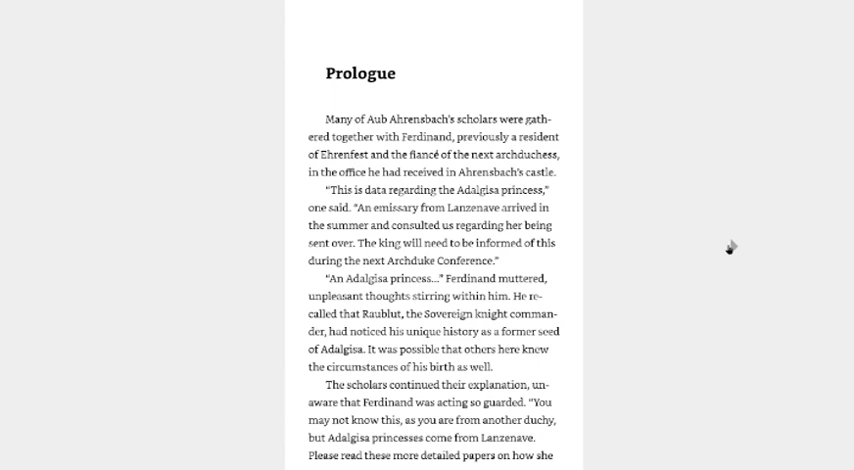 Prologue
Many of Aub Ahrensbach's scholars were gath-
ered together with Ferdinand, previously a resident
of Ehrenfest and the fiancé of the next archduchess,
in the office he had received in Ahrensbach's castle.
"This is data regarding the Adalgisa princess,"
one said. "An emissary from Lanzenave arrived in
the summer and consulted us regarding her being
sent over. The king will need to be informed of this
during the next Archduke Conference."
"An Adalgisa princess..." Ferdinand muttered,
unpleasant thoughts stirring within him. He re-
called that Raublut, the Sovereign knight comman-
der, had noticed his unique history as a former seed
of Adalgisa. It was possible that others here knew
the circumstances of his birth as well.
The scholars continued their explanation, un-
aware that Ferdinand was acting so guarded. "You
may not know this, as you are from another duchy,
but Adalgisa princesses come from Lanzenave.
Please read these more detailed papers on how she